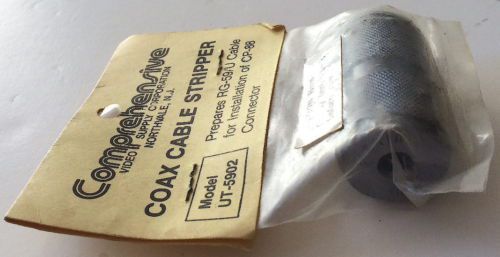 Comprehensive
VIDEO SUPPLY CORPORATION
NORTHVALE, N.J.
COAX CABLE STRIPPER
Model
UT-5902
Prepares RG-59/U Cable
for Installation of CP-88
Connector